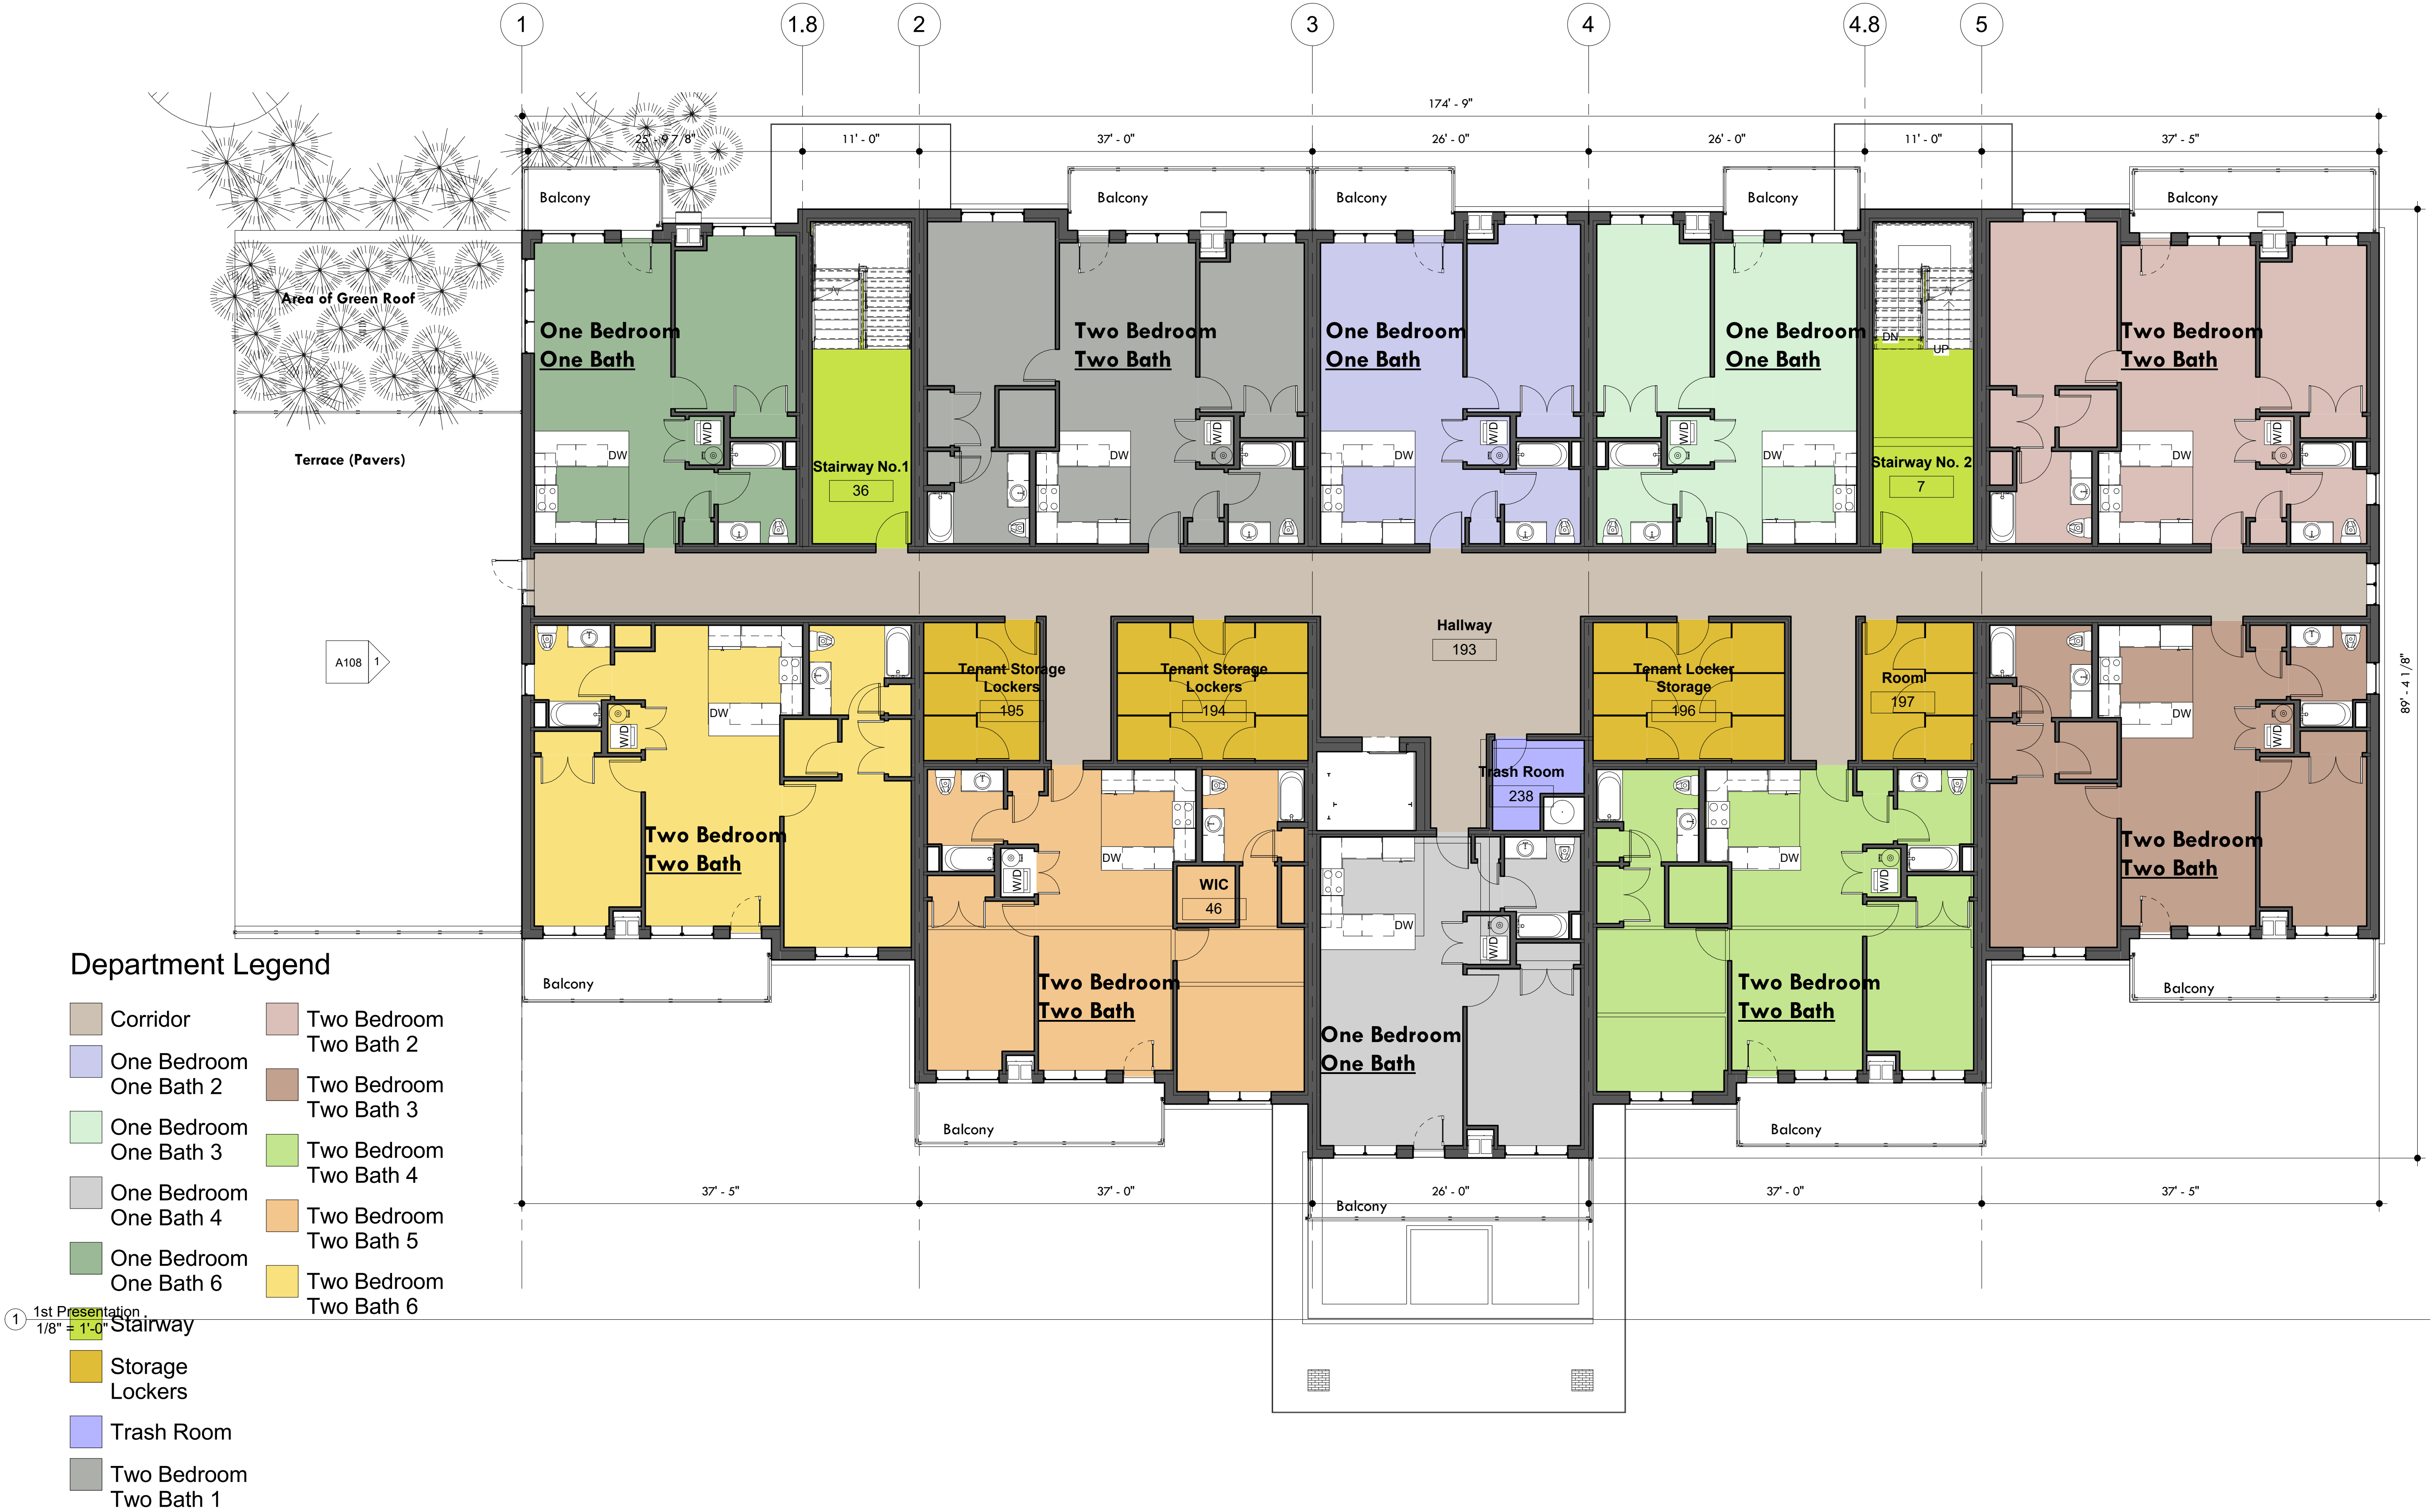 1
1.8
2
3
4
4.8
5
174' - 9"
25' - 9 7/8"
11' - 0"
37' - 0"
26' - 0"
26' - 0"
11' - 0"
37' - 5"
Balcony
Balcony
Balcony
Balcony
Balcony
Area of Green Roof
One Bedroom
One Bath
Two Bedroom
Two Bath
One Bedroom
One Bath
One Bedroom
One Bath
DN
UP
Two Bedroom
Two Bath
W/D
W/D
W/D
W/D
W/D
DW
DW
DW
DW
DW
Terrace (Pavers)
Stairway No.1
36
Stairway No. 2
7
Hallway
193
A108
1
Tenant Storage
Lockers
195
Tenant Storage
Lockers
194
Tenant Locker
Storage
196
Room
197
89' - 4 1/8"
DW
W/D
DW
W/D
Trash Room
238
Two Bedroom
Two Bath
Two Bedroom
Two Bath
DW
W/D
WIC
46
DW
W/D
DW
W/D
Two Bedroom
Two Bath
Two Bedroom
Two Bath
One Bedroom
One Bath
Balcony
Balcony
Balcony
Balcony
Balcony
37' - 5"
37' - 0"
26' - 0"
37' - 0"
37' - 5"
Department Legend
Corridor
One Bedroom
One Bath 2
One Bedroom
One Bath 3
One Bedroom
One Bath 4
One Bedroom
One Bath 6
Stairway
Storage
Lockers
Trash Room
Two Bedroom
Two Bath 1
Two Bedroom
Two Bath 2
Two Bedroom
Two Bath 3
Two Bedroom
Two Bath 4
Two Bedroom
Two Bath 5
Two Bedroom
Two Bath 6
1
1st Presentation
1/8" = 1'-0"